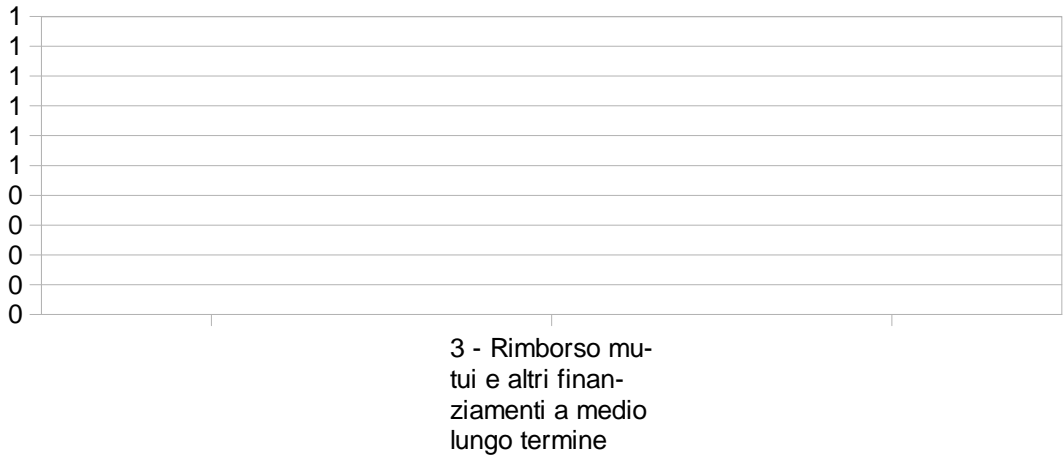 1
1
1
1
1
1
0
0
0
0
0
3 - Rimborso mu-
tui e altri finan-
ziamenti a medio
lungo termine